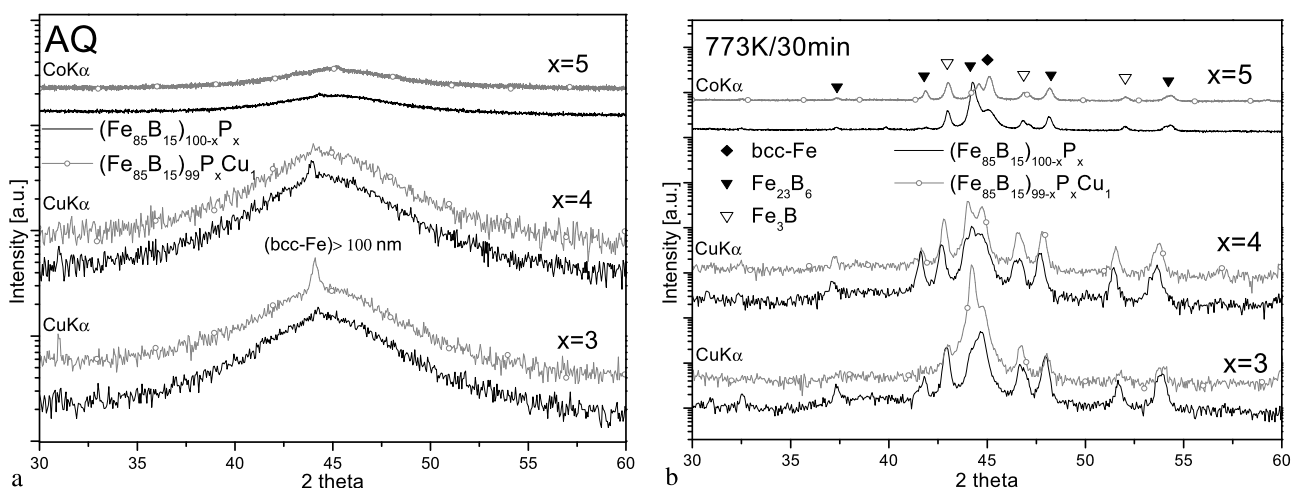 AQ
CoKα
x=5
(Fe85B15)100-xPx
(Fe85B15)99PxCu1
CuKα
x=4
(bcc-Fe)> 100 nm
CuKα
x=3
Intensity [a.u.]
30 35 40 45 50 55 60
2 theta
a
773K/30min
CoKα
x=5
bcc-Fe
Fe23B6
Fe3B
(Fe85B15)100-xPx
(Fe85B15)99-xPxCu1
CuKα
x=4
CuKα
x=3
Intensity [a.u.]
30 40 45 50 55 60
2 theta
b